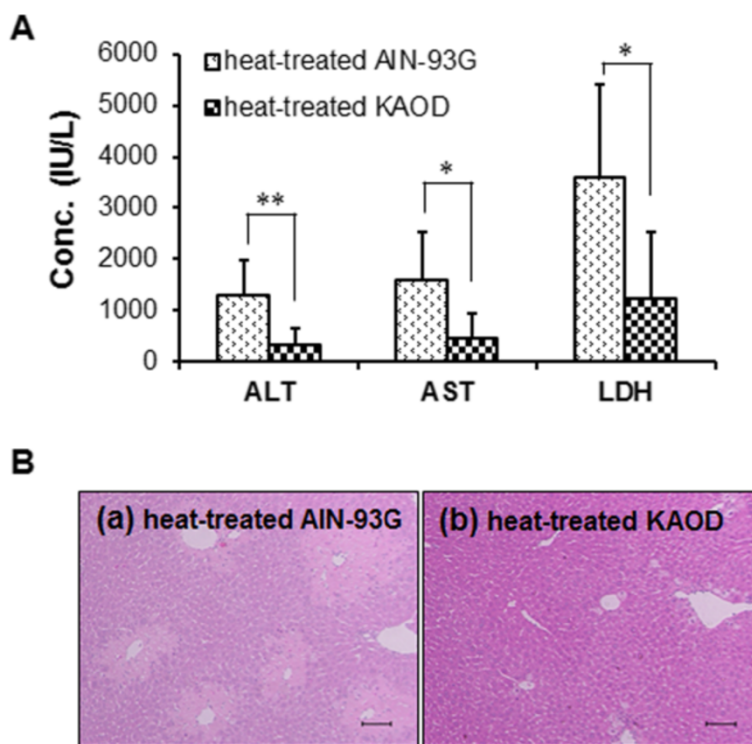 A
6000
5000
4000
3000
2000
1000
0
Conc. (IU/L)
heat-treated AIN-93G
heat-treated KAOD
**
*
*
ALT AST LDH
B
(a) heat-treated AIN-93G
(b) heat-treated KAOD